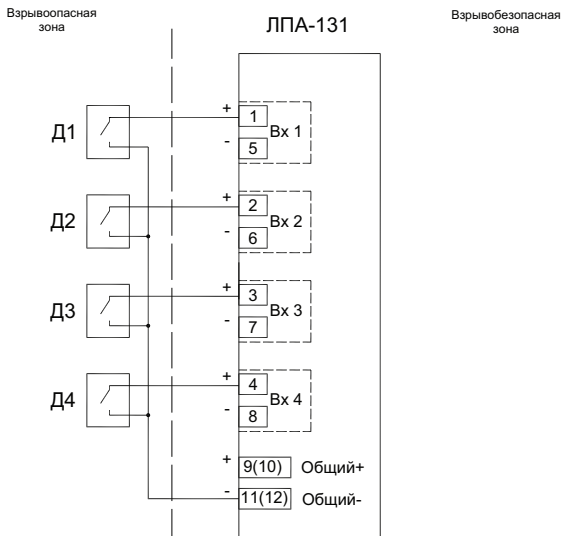 Взрывоопасная
зона
ЛПА-131
Взрывобезопасная
зона
Д1
+
1
Вх 1
-
5
Д2
+
2
Вх 2
-
6
Д3
+
3
Вх 3
-
7
Д4
+
4
Вх 4
-
8
+
9(10) Общий+
-
11(12) Общий-